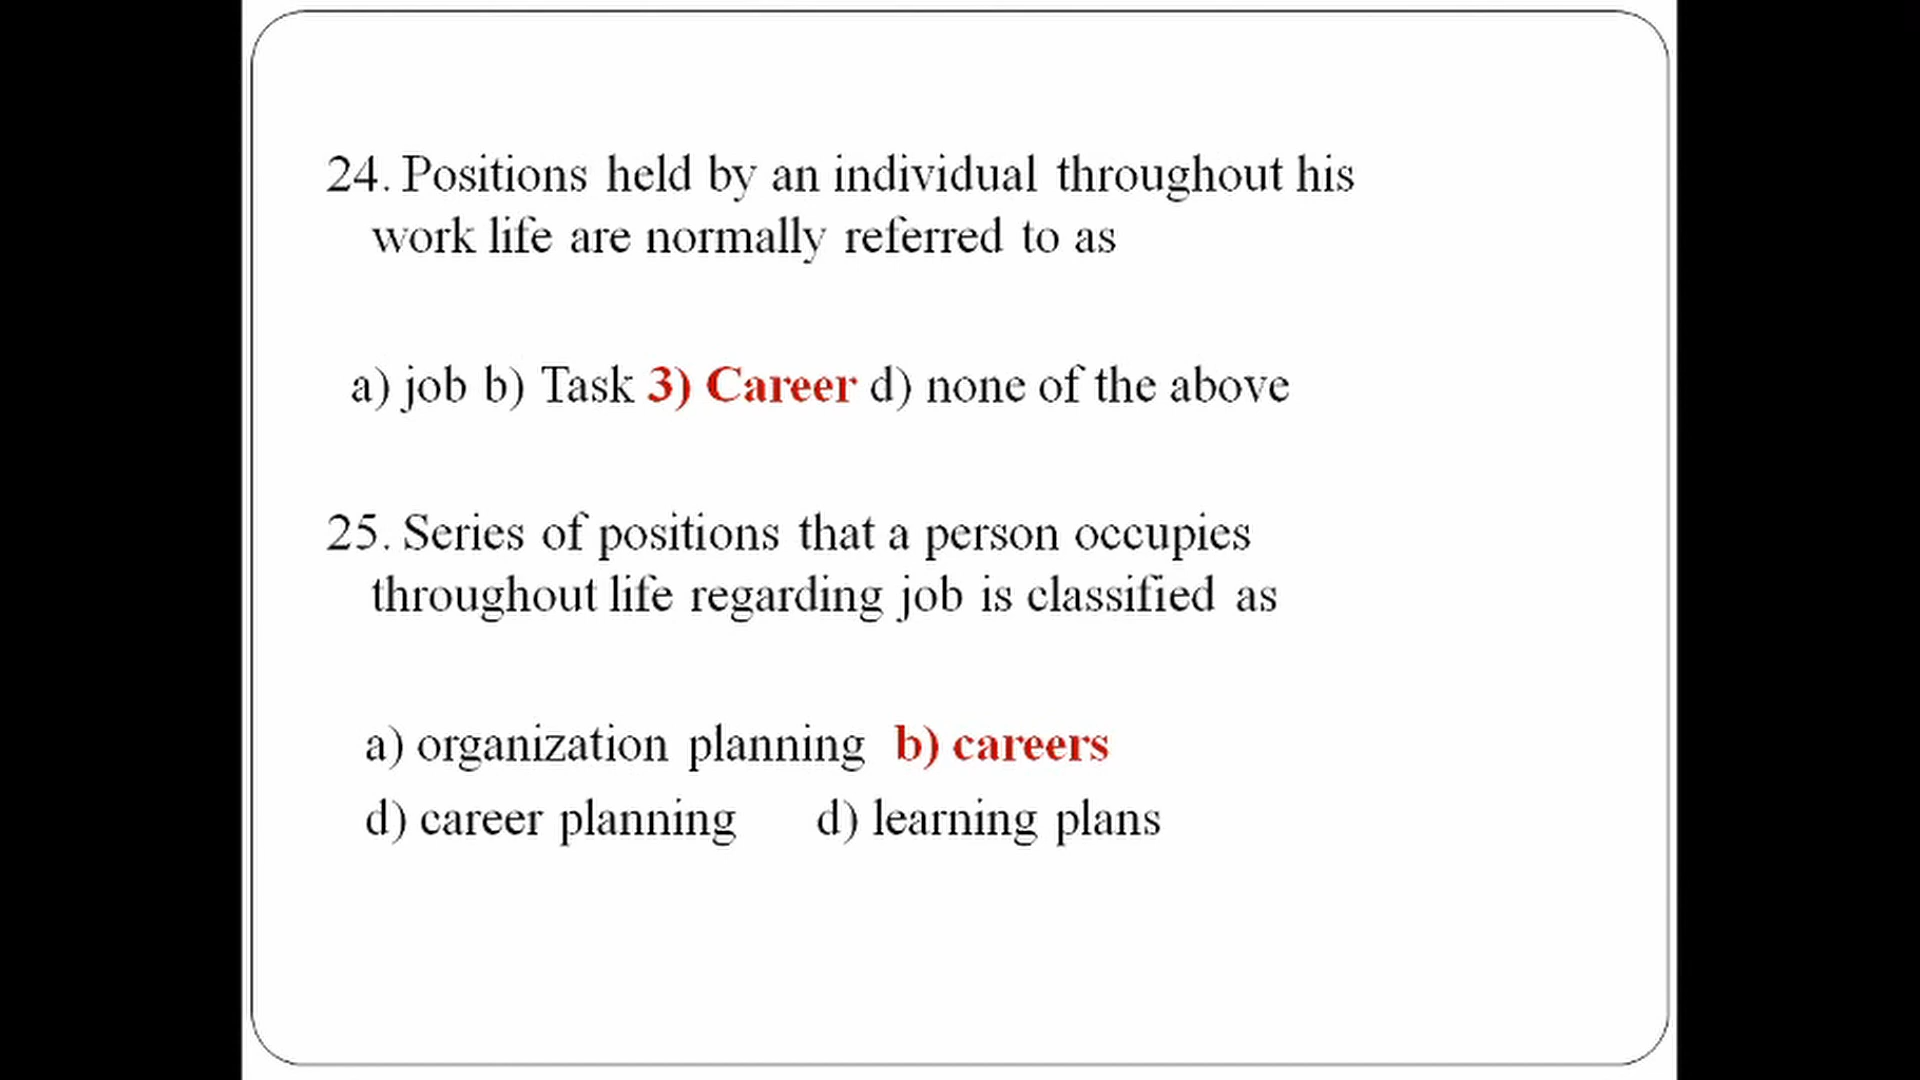 24. Positions held by an individual throughout his
work life are normally referred to as
a) job b) Task 3) Career d) none of the above
25. Series of positions that a person occupies
throughout life regarding job is classified as
a) organization planning b) careers
d) career planning d) learning plans